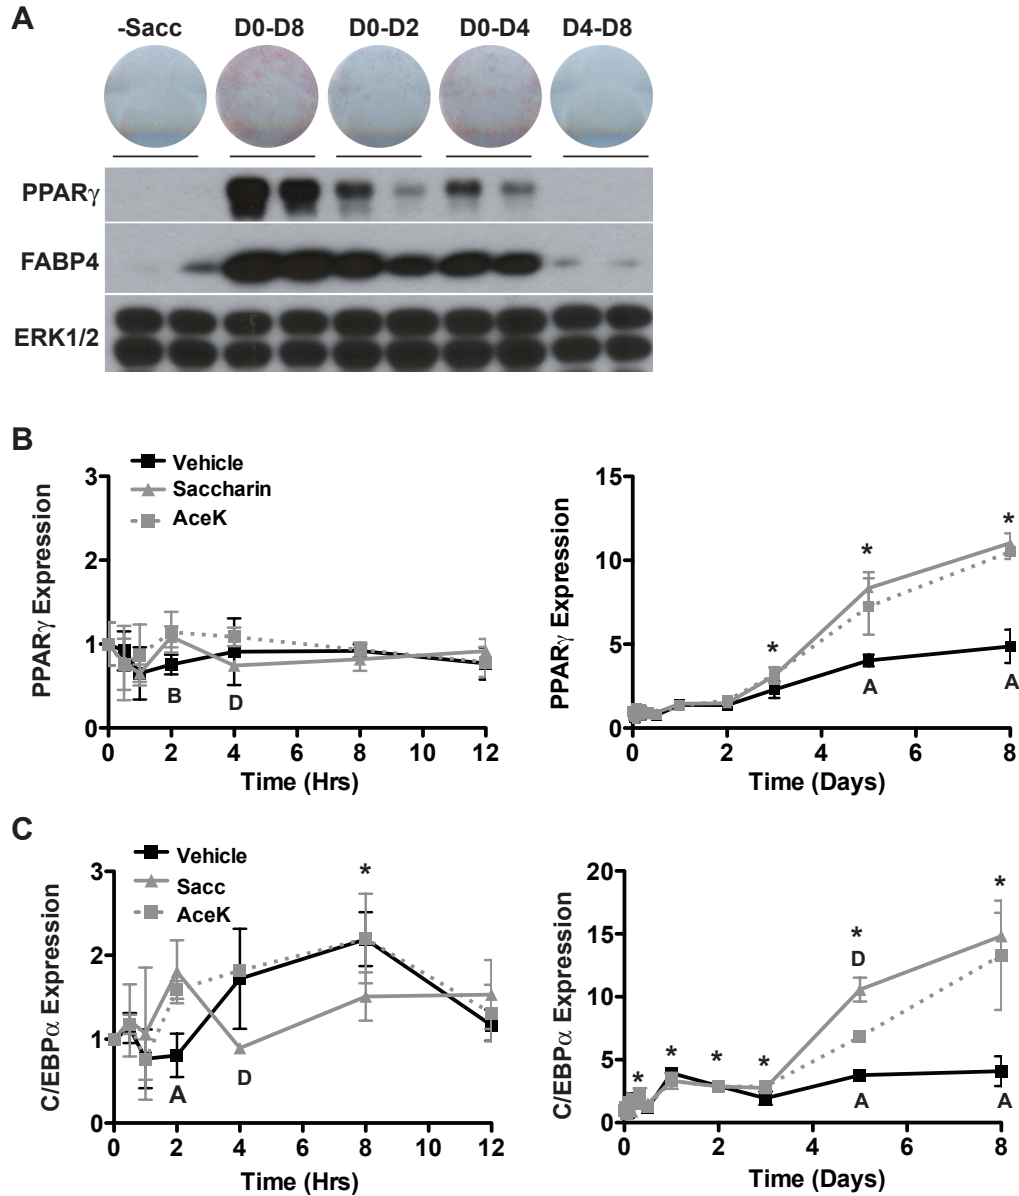 A
-Sacc D0-D8 D0-D2 D0-D4 D4-D8
PPARγ
FABP4
ERK1/2
B
Vehicle
Saccharin
AceK
PPARγ Expression
3
2
1
0
0 2 4 6 8 10 12
B D
Time (Hrs)
PPARγ Expression
15
10
5
0
0 2 4 6 8
* * *
A A
Time (Days)
C
Vehicle
Sacc
AceK
C/EBPα Expression
3
2
1
0
0 2 4 6 8 10 12
*
A D
Time (Hrs)
C/EBPα Expression
20
15
10
5
0
0 2 4 6 8
* * * * * *
D
A A
Time (Days)